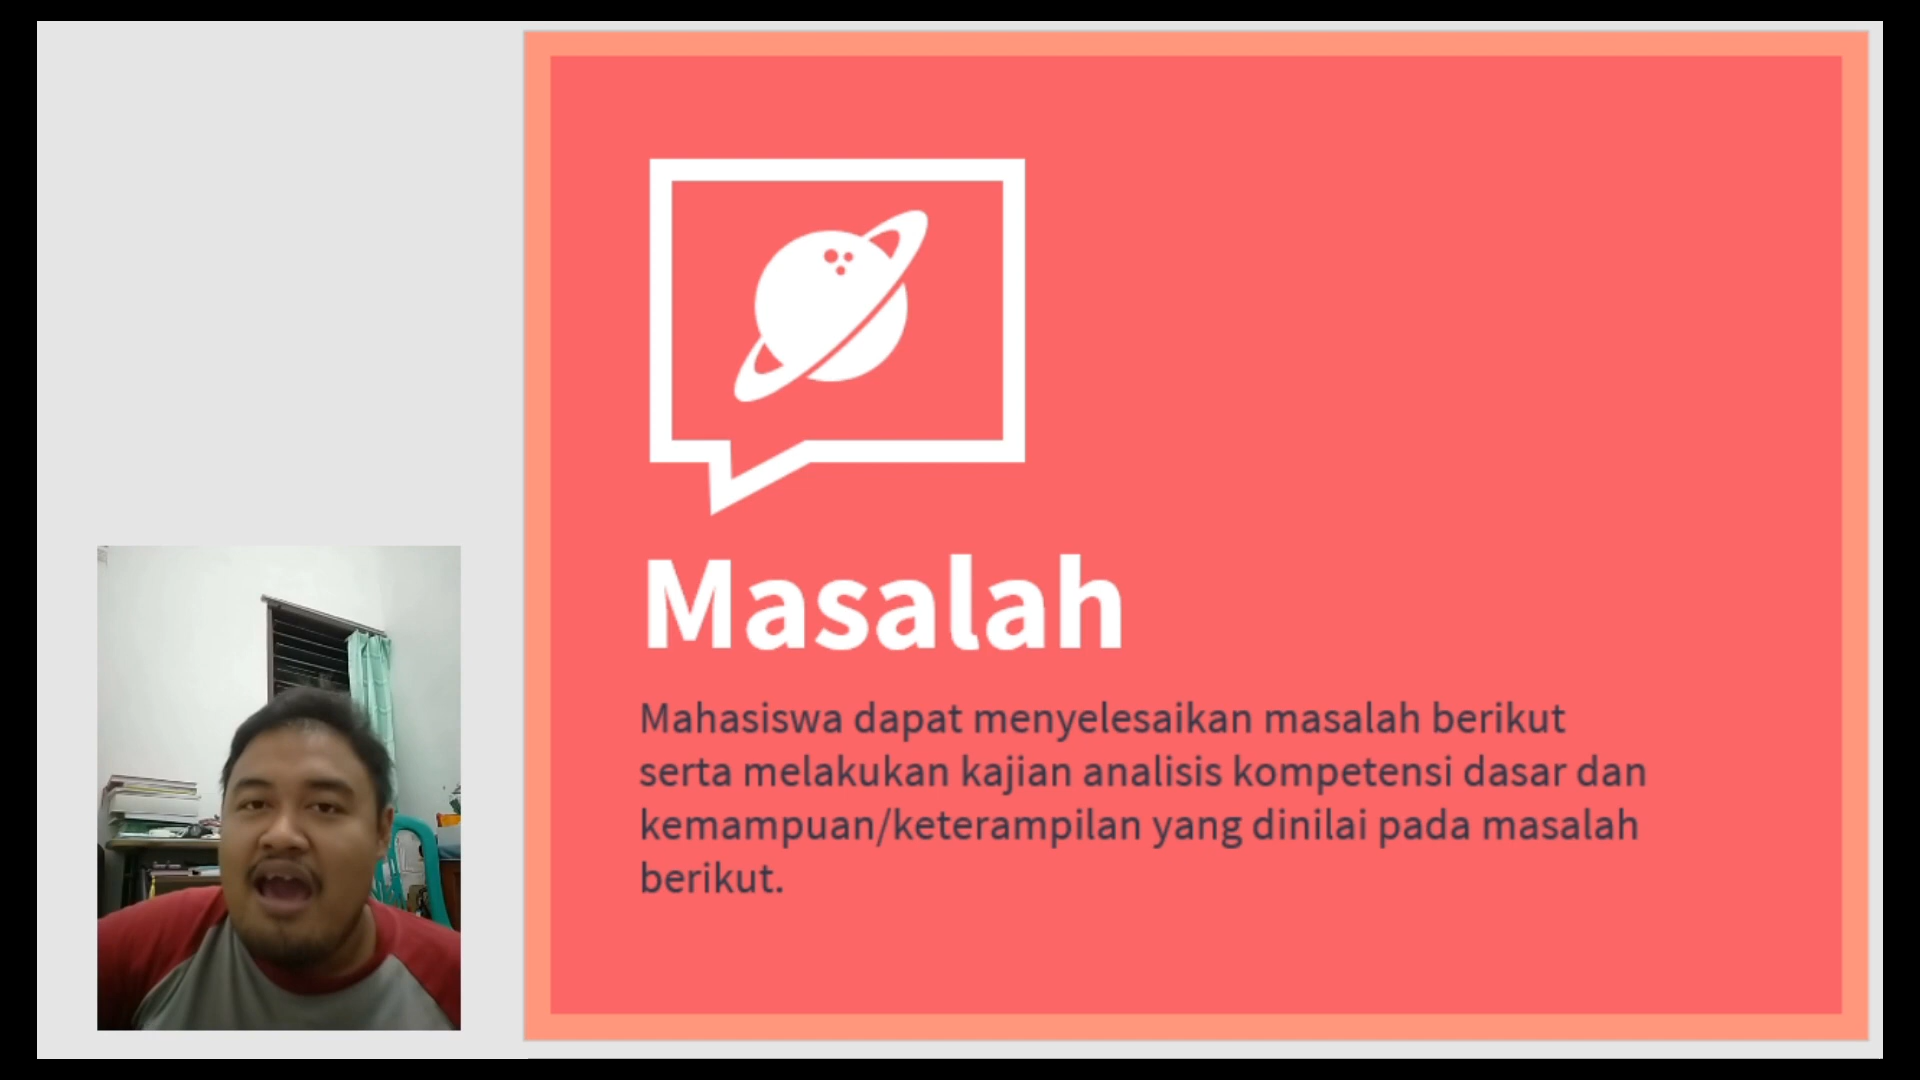 Masalah
Mahasiswa dapat menyelesaikan masalah berikut
serta melakukan kajian analisis kompetensi dasar dan
kemampuan/keterampilan yang dinilai pada masalah
berikut.